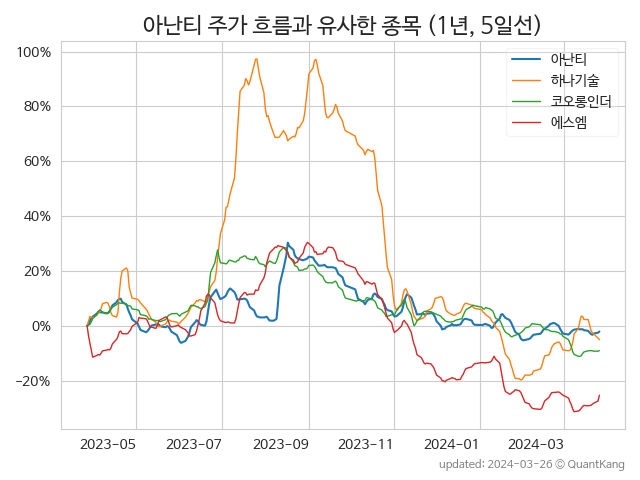 아난티 주가 흐름과 유사한 종목 (1년, 5일선)
아난티
하나기술
코오롱인더
에스엠
100%
80%
60%
40%
20%
0%
−20%
2023-05 2023-07 2023-09 2023-11 2024-01 2024-03
updated: 2024-03-26 © QuantKang